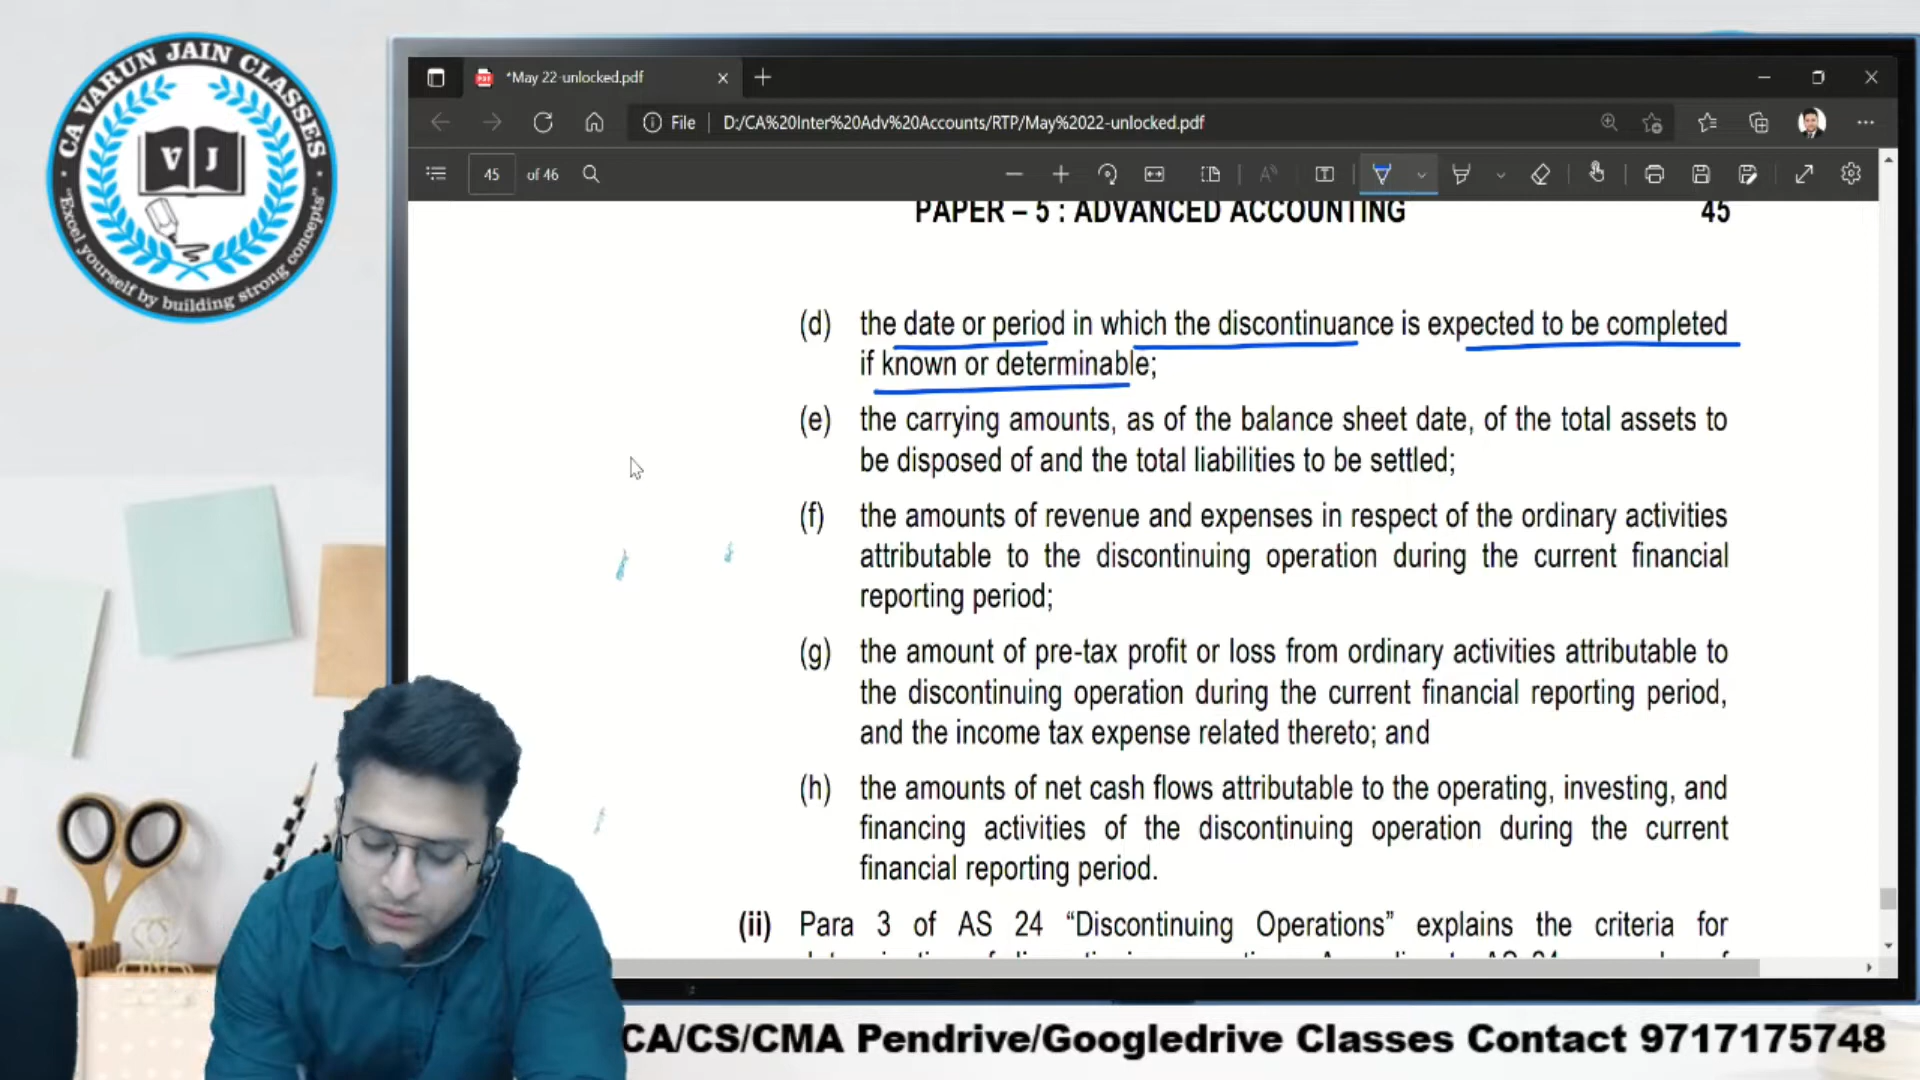 CA VARUN JAIN CLASSES
V J
"Excel yourself by building strong concepts"
*May 22-unlocked.pdf
File
D:/CA%20Inter%20Adv%20Accounts/RTP/May%2022-unlocked.pdf
45 of 46
PAPER – 5 : ADVANCED ACCOUNTING 45
(d) the date or period in which the discontinuance is expected to be completed
if known or determinable;
(e) the carrying amounts, as of the balance sheet date, of the total assets to
be disposed of and the total liabilities to be settled;
(f) the amounts of revenue and expenses in respect of the ordinary activities
attributable to the discontinuing operation during the current financial
reporting period;
(g) the amount of pre-tax profit or loss from ordinary activities attributable to
the discontinuing operation during the current financial reporting period,
and the income tax expense related thereto; and
(h) the amounts of net cash flows attributable to the operating, investing, and
financing activities of the discontinuing operation during the current
financial reporting period.
(ii) Para 3 of AS 24 “Discontinuing Operations” explains the criteria for
CA/CS/CMA Pendrive/Googledrive Classes Contact 9717175748